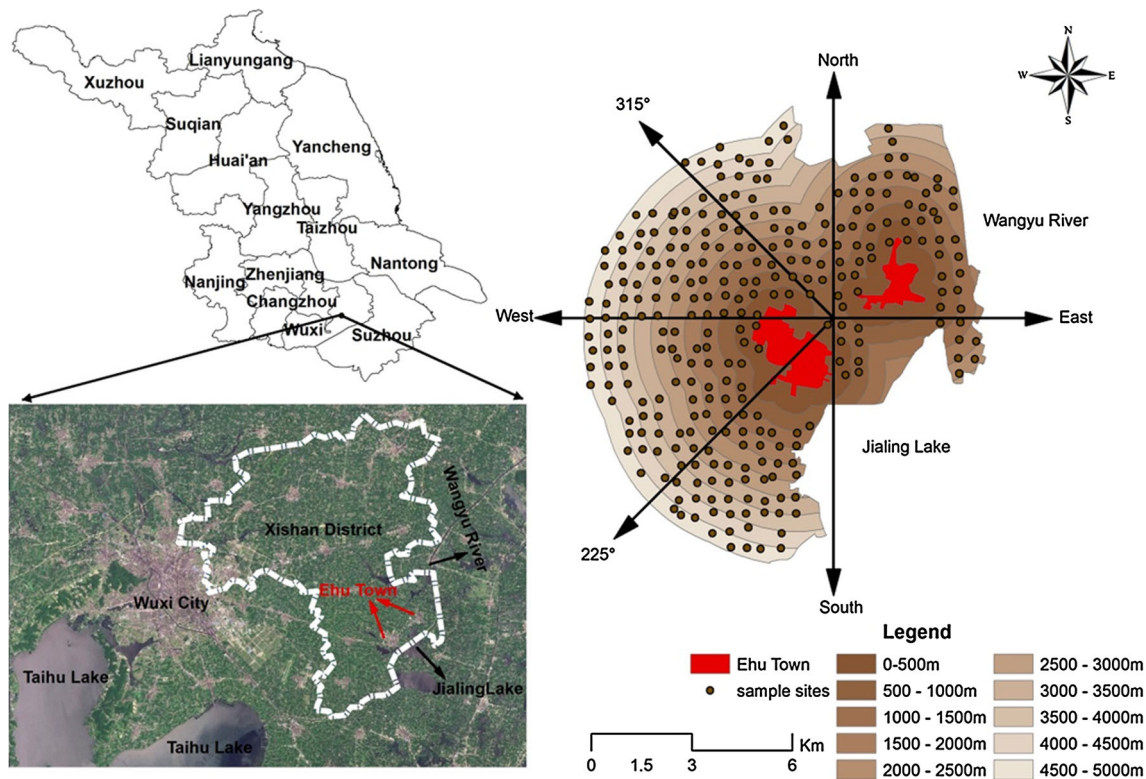 Lianyungang
Xuzhou
Suqian
Yancheng
Huai'an
Yangzhou
Taizhou
Nantong
Zhenjiang
Nanjing
Changzhou
Wuxi
Suzhou
Xishan District
Wangyu River
Ehu Town
Wuxi City
Taihu Lake
JialingLake
Taihu Lake
N
W E
S
North
315°
Wangyu River
West
East
Jialing Lake
225°
South
Legend
Ehu Town
sample sites
0-500m
500 - 1000m
1000 - 1500m
1500 - 2000m
2000 - 2500m
2500 - 3000m
3000 - 3500m
3500 - 4000m
4000 - 4500m
4500 - 5000m
Km
0 1.5 3 6